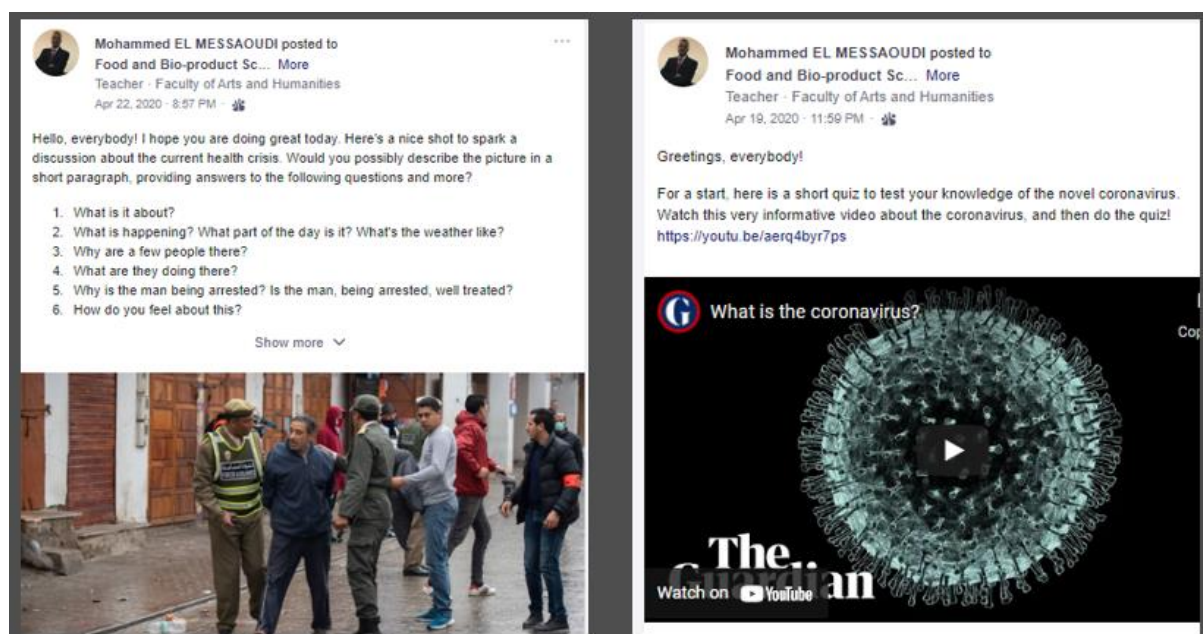 Mohammed EL MESSAOUDI posted to
Food and Bio-product Sc... More
Teacher · Faculty of Arts and Humanities
Apr 22, 2020 · 8:57 PM ·
Hello, everybody! I hope you are doing great today. Here's a nice shot to spark a
discussion about the current health crisis. Would you possibly describe the picture in a
short paragraph, providing answers to the following questions and more?
1. What is it about?
2. What is happening? What part of the day is it? What's the weather like?
3. Why are a few people there?
4. What are they doing there?
5. Why is the man being arrested? Is the man, being arrested, well treated?
6. How do you feel about this?
Show more
Mohammed EL MESSAOUDI posted to
Food and Bio-product Sc... More
Teacher · Faculty of Arts and Humanities
Apr 19, 2020 · 11:59 PM ·
Greetings, everybody!
For a start, here is a short quiz to test your knowledge of the novel coronavirus.
Watch this very informative video about the coronavirus, and then do the quiz!
https://youtu.be/aerq4byr7ps
G What is the coronavirus?
Cop
The
Guardian
Watch on YouTube